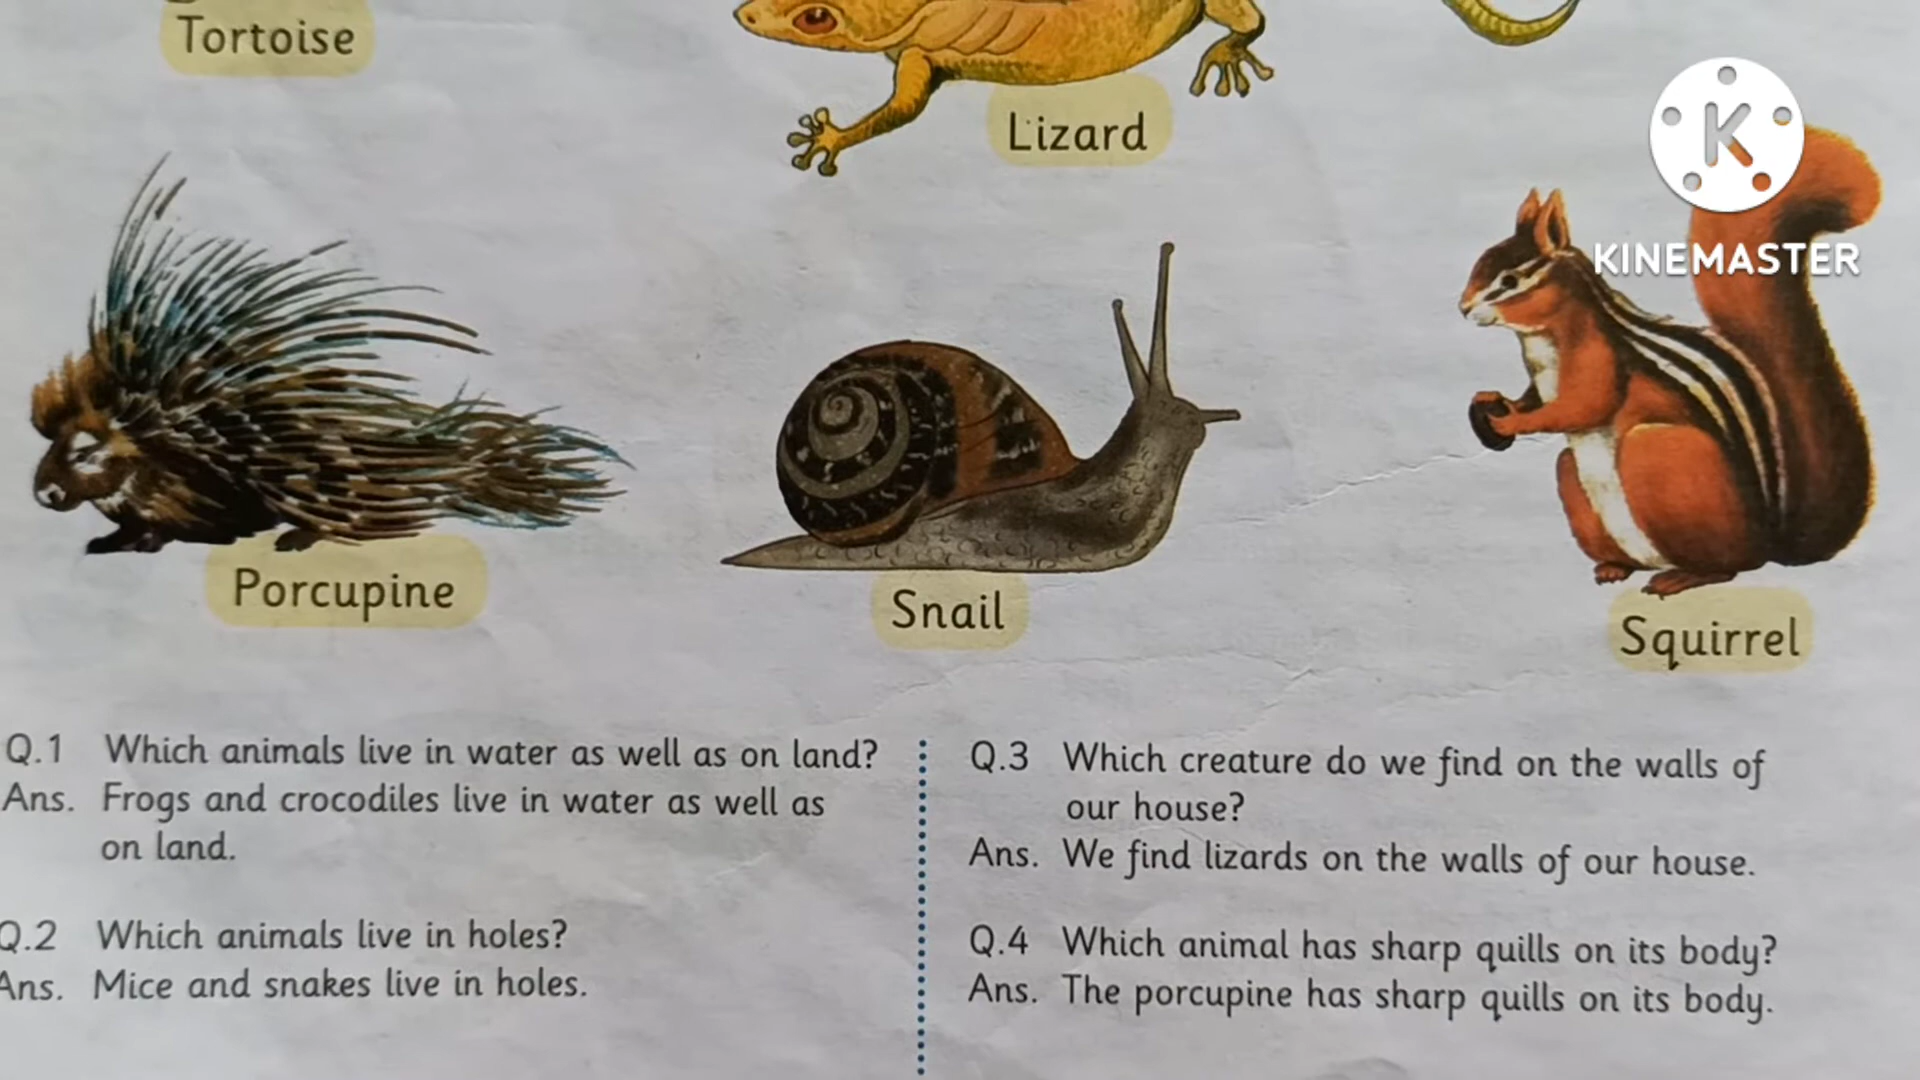 Tortoise
Lizard
K
KINEMASTER
Porcupine
Snail
Squirrel
Q.1 Which animals live in water as well as on land?
Ans. Frogs and crocodiles live in water as well as
on land.
Q.2 Which animals live in holes?
Ans. Mice and snakes live in holes.
Q.3 Which creature do we find on the walls of
our house?
Ans. We find lizards on the walls of our house.
Q.4 Which animal has sharp quills on its body?
Ans. The porcupine has sharp quills on its body.